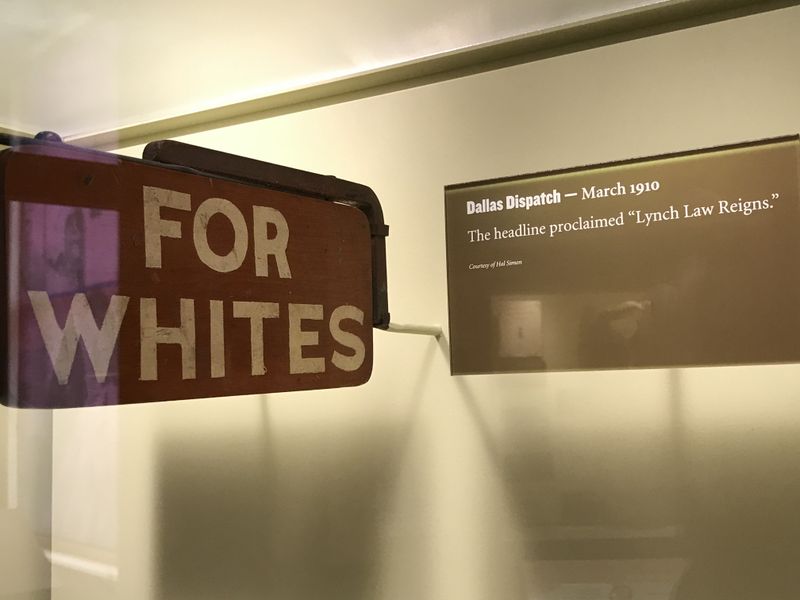 FOR
WHITES
Dallas Dispatch — March 1910
The headline proclaimed “Lynch Law Reigns.”
Courtesy of Hal Simon